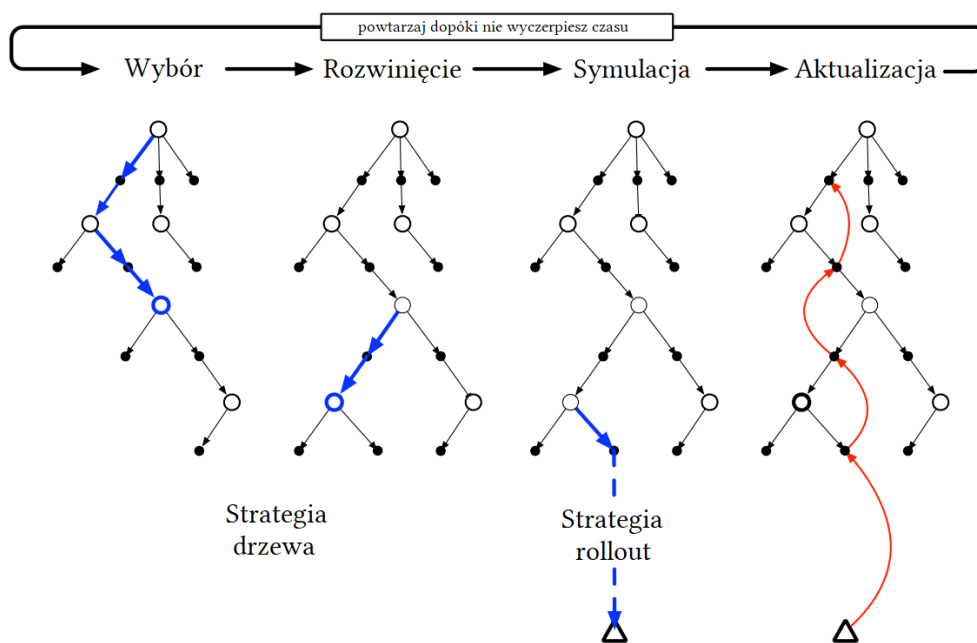 powtarzaj dopóki nie wyczerpiesz czasu
Wybór
Rozwinięcie
Symulacja
Aktualizacja
Strategia
drzewa
Strategia
rollout